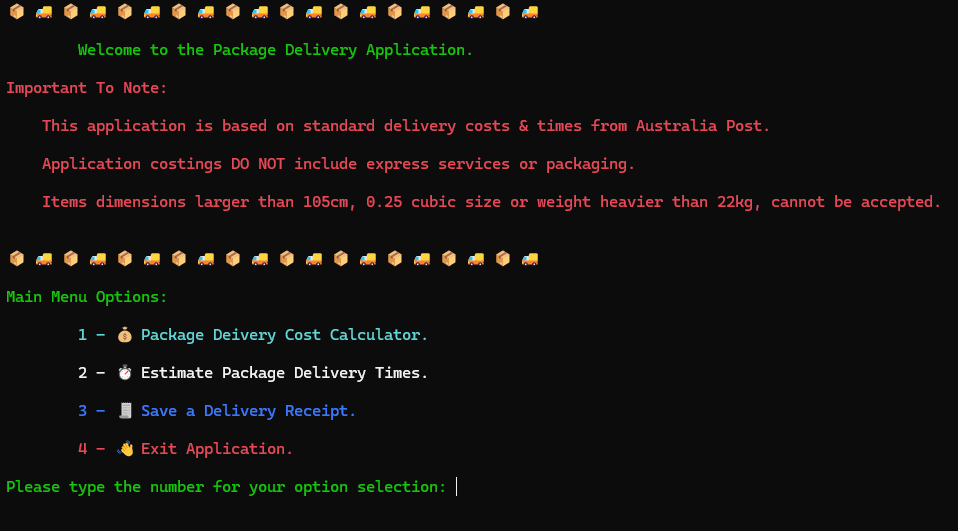 Welcome to the Package Delivery Application.
Important To Note:
This application is based on standard delivery costs & times from Australia Post.
Application costings DO NOT include express services or packaging.
Items dimensions larger than 105cm, 0.25 cubic size or weight heavier than 22kg, cannot be accepted.
Main Menu Options:
1 - 💰 Package Deivery Cost Calculator.
2 - ⏱️ Estimate Package Delivery Times.
3 - 🧾 Save a Delivery Receipt.
4 - 👋 Exit Application.
Please type the number for your option selection: